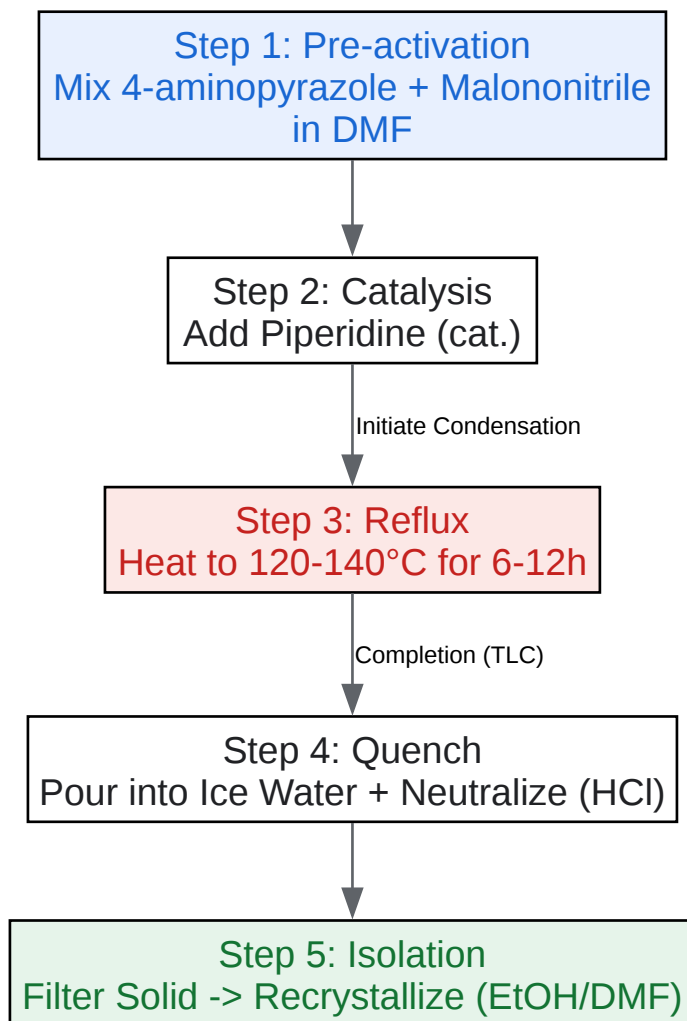 Step 1: Pre-activation
Mix 4-aminopyrazole + Malononitrile
in DMF
Step 2: Catalysis
Add Piperidine (cat.)
Initiate Condensation
Step 3: Reflux
Heat to 120-140°C for 6-12h
Completion (TLC)
Step 4: Quench
Pour into Ice Water + Neutralize (HCl)
Step 5: Isolation
Filter Solid -> Recrystallize (EtOH/DMF)